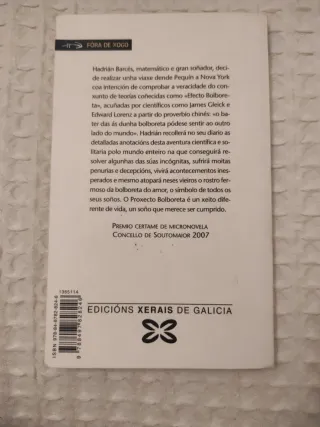 FÓRA DE XOGO
Hadrián Barcés, matemático e gran soñador, deci-
de realizar unha viaxe dende Pequín a Nova York
coa intención de comprobar a veracidade do con-
xunto de teorías coñecidas como «Efecto Bolbore-
ta», acuñadas por científicos como James Gleick e
Edward Lorenz a partir do proverbio chinés: «o ba-
ter das ás dunha bolboreta pódese sentir ao outro
lado do mundo». Hadrián recollerá no seu diario as
detalladas anotacións desta aventura científica e so-
litaria polo mundo enteiro na que conseguirá re-
solver algunhas das súas incógnitas, sufrirá moitas
penurias e decepcións, vivirá acontecementos ines-
perados e mesmo atopará neses vieiros o rostro fer-
moso da bolboreta do amor, o símbolo de todos os
seus soños. O Proxecto Bolboreta é un xeito diferen-
te de vida, un soño que merece ser cumprido.
PREMIO CERTAME DE MICRONOVELA
CONCELLO DE SOUTOMAIOR 2007
1365114
EDICIÓNS XERAIS DE GALICIA